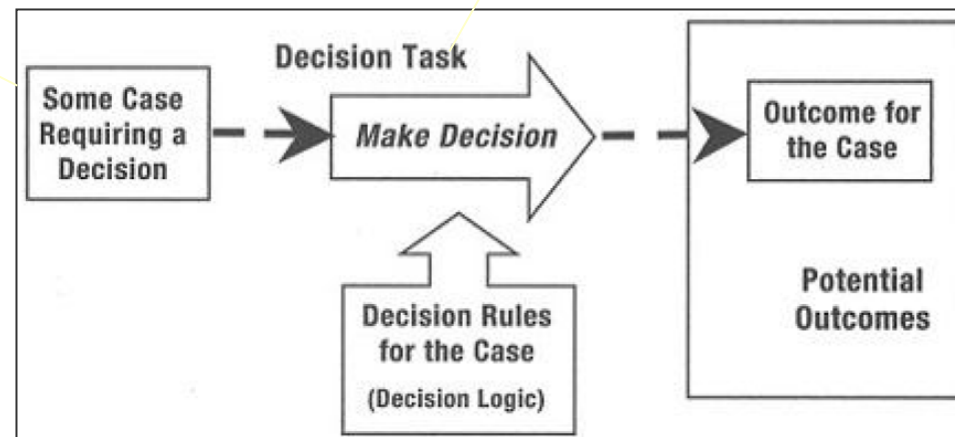 Decision Task
Some Case
Requiring a
Decision
Make Decision
Outcome for
the Case
Decision Rules
for the Case
(Decision Logic)
Potential
Outcomes